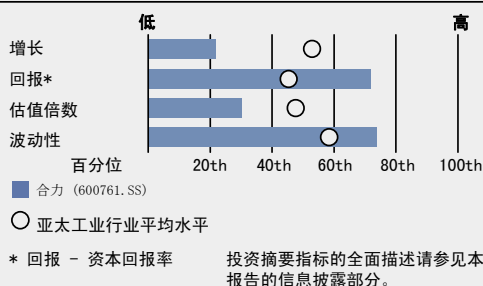 低 高
增长
回报*
估值倍数
波动性
百分位 20th 40th 60th 80th 100th
合力 (600761.SS)
亚太工业行业平均水平
* 回报 - 资本回报率 投资摘要指标的全面描述请参见本
报告的信息披露部分。